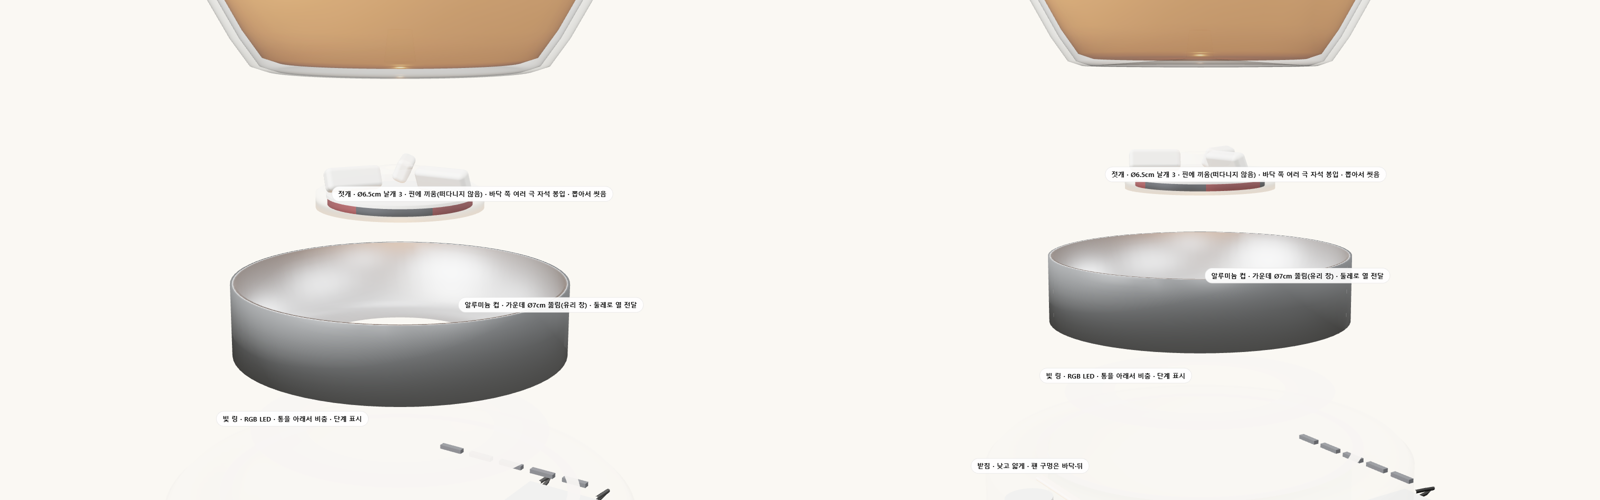 젓개 · Ø6.5cm 날개 3 · 핀에 끼움(떠다니지 않음) · 바닥 쪽 여러 극 자석 봉입 · 뽑아서 씻음
알루미늄 컵 · 가운데 Ø7cm 뚫림(유리 창) · 둘레로 열 전달
빛 링 · RGB LED · 통을 아래서 비춤 · 단계 표시
젓개 · Ø6.5cm 날개 3 · 핀에 끼움(떠다니지 않음) · 바닥 쪽 여러 극 자석 봉입 · 뽑아서 씻음
알루미늄 컵 · 가운데 Ø7cm 뚫림(유리 창) · 둘레로 열 전달
빛 링 · RGB LED · 통을 아래서 비춤 · 단계 표시
받침 · 낮고 얇게 · 팬 구멍은 바닥·뒤